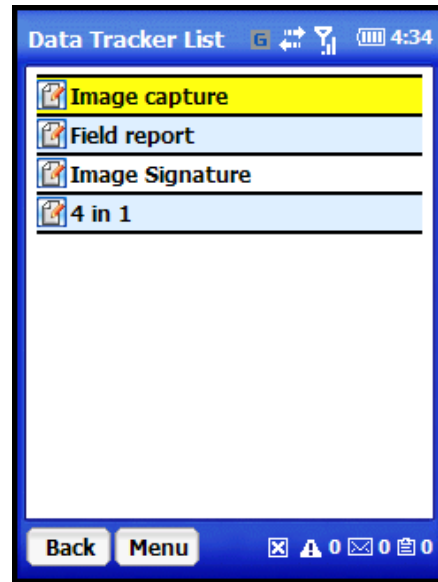 Data Tracker List G 4:34
Image capture
Field report
Image Signature
4 in 1
Back Menu 0 0 0